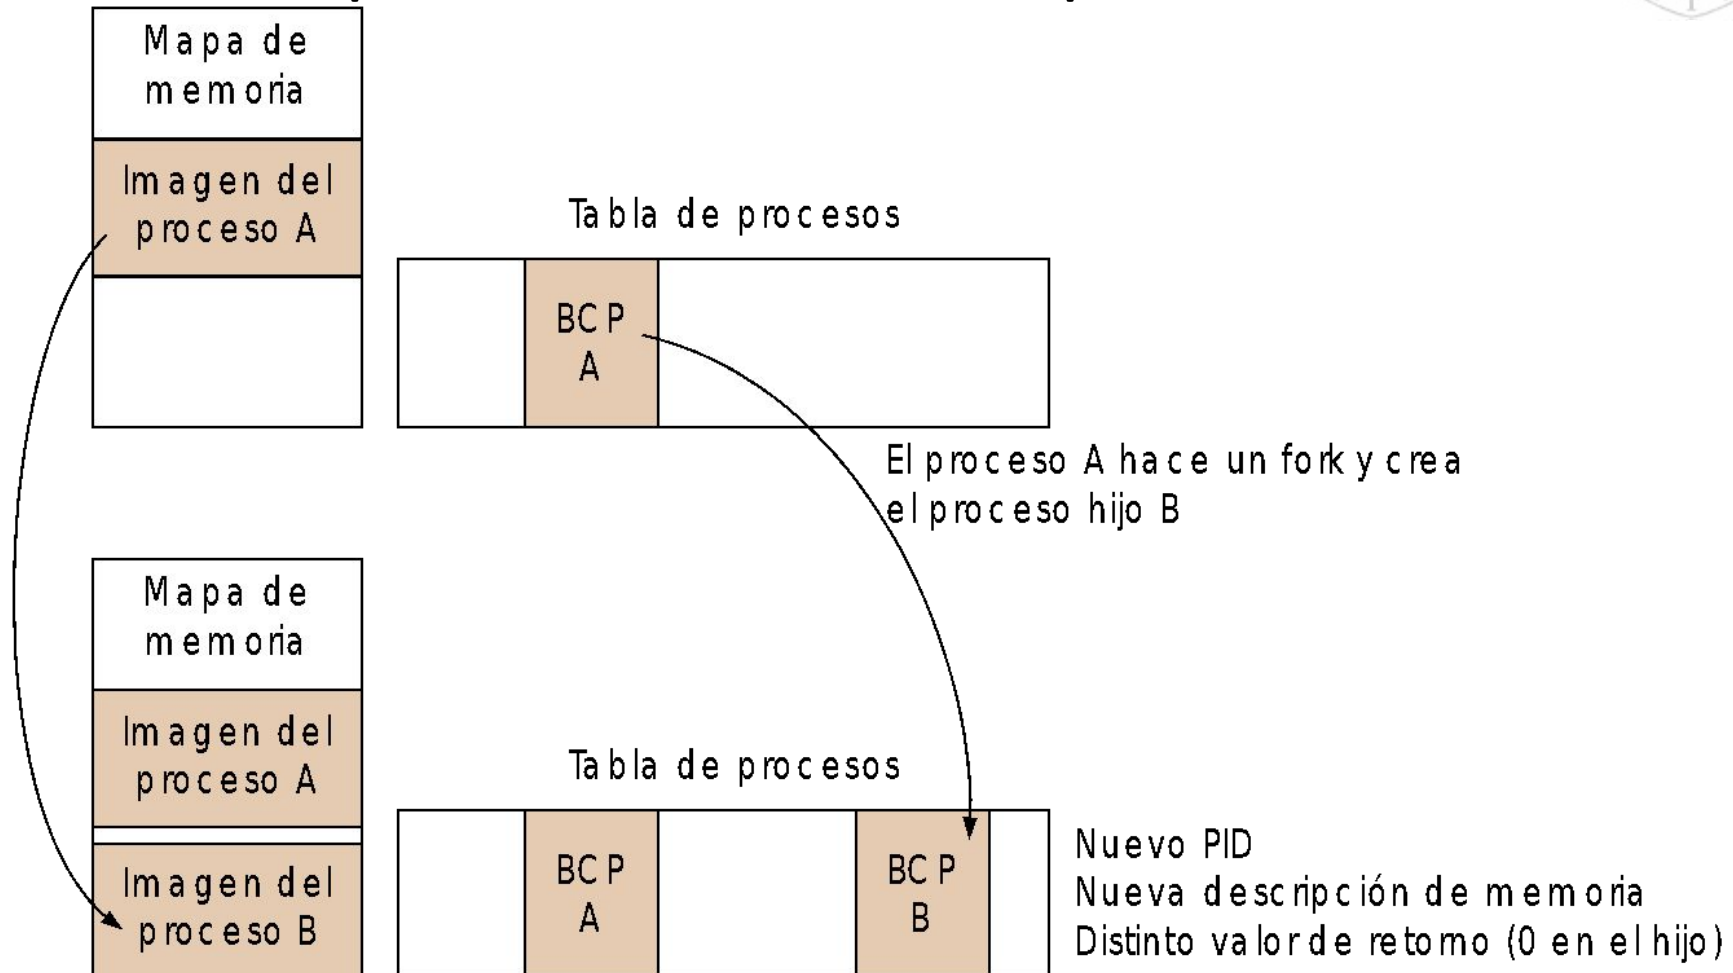 Mapa de
memoria
Imagen del
proceso A
Tabla de procesos
BCP
A
El proceso A hace un fork y crea
el proceso hijo B
Mapa de
memoria
Imagen del
proceso A
Imagen del
proceso B
Tabla de procesos
BCP
A
BCP
B
Nuevo PID
Nueva descripción de memoria
Distinto valor de retorno (0 en el hijo)